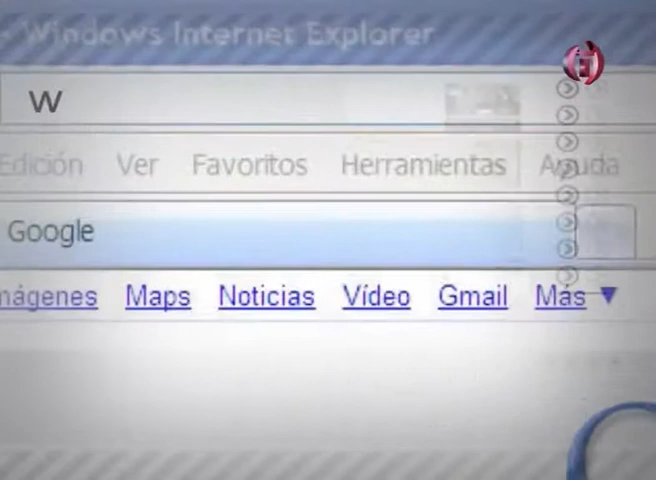 - Windows Internet Explorer
W
Edición Ver Favoritos Herramientas Ayuda
Google
mágenes Maps Noticias Vídeo Gmail Más ▼